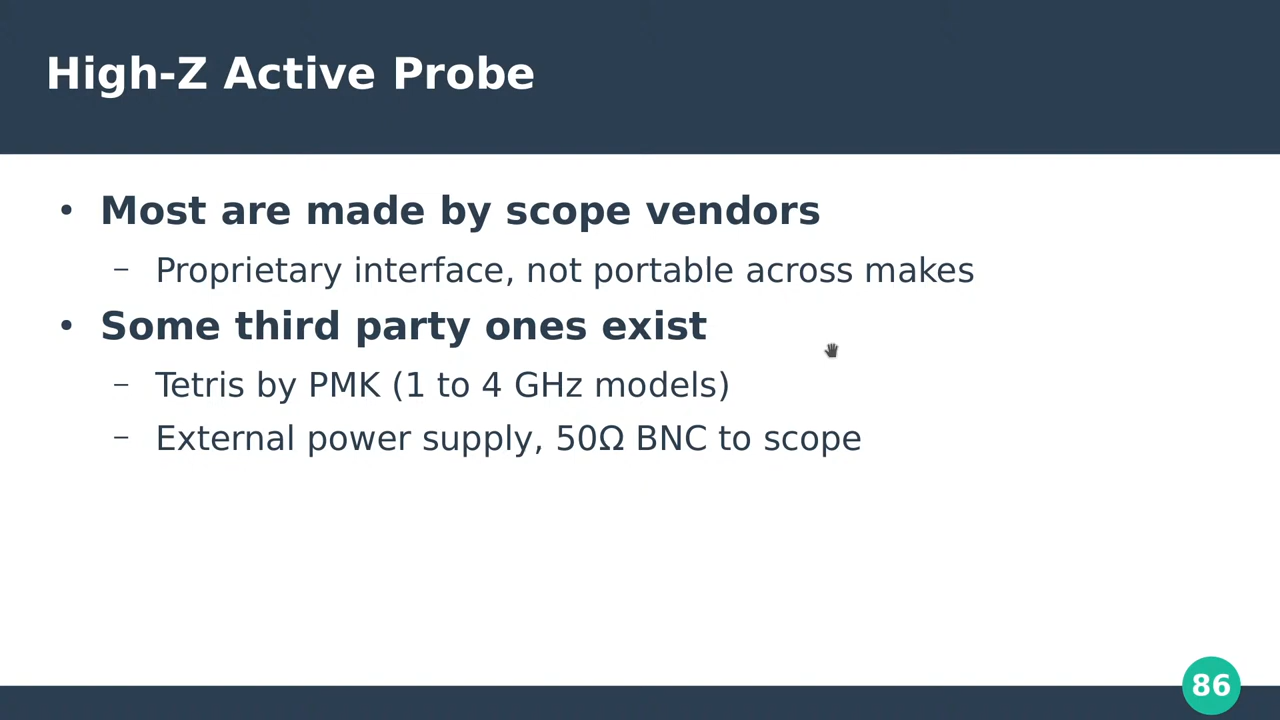 High-Z Active Probe
• Most are made by scope vendors
– Proprietary interface, not portable across makes
• Some third party ones exist
– Tetris by PMK (1 to 4 GHz models)
– External power supply, 50Ω BNC to scope
86